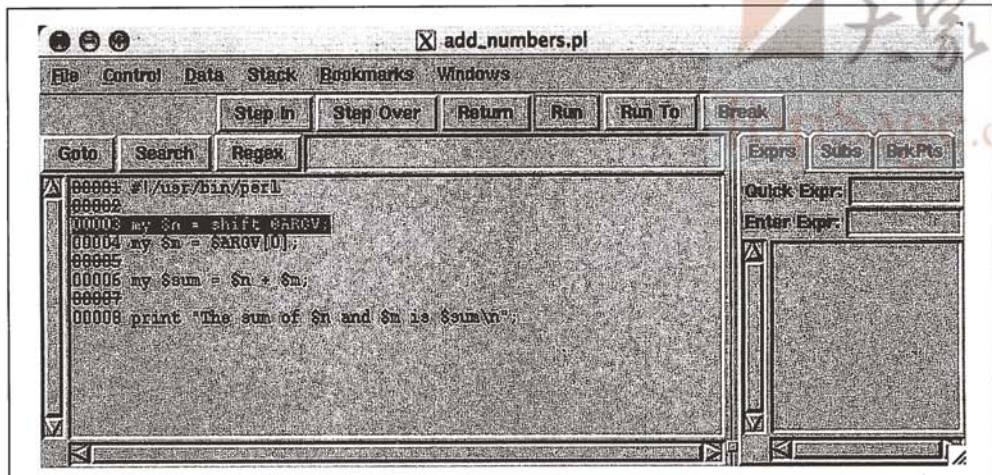 X add_numbers.pl
File Control Data Stack Bookmarks Windows
Step In Step Over Return Run Run To Break
Goto Search Regex Exprs Subs BrkPts
00001 #!/usr/bin/perl
Quick Expr:
00002
00003 my $n = shift @ARGV;
Enter Expr:
00004 my $m = $ARGV[0];
00005
00006 my $sum = $n + $m;
00007
00008 print "The sum of $n and $m is $sum\n";